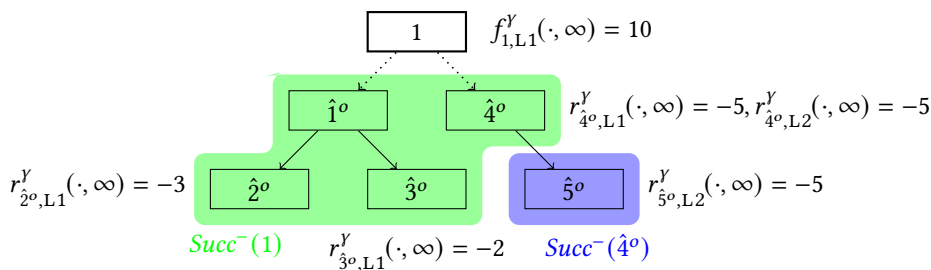 1 f^γ_{1,L1}(·, ∞) = 10
1̂^o 4̂^o r^γ_{4̂^o,L1}(·, ∞) = −5, r^γ_{4̂^o,L2}(·, ∞) = −5
r^γ_{2̂^o,L1}(·, ∞) = −3 2̂^o 3̂^o 5̂^o r^γ_{5̂^o,L2}(·, ∞) = −5
Succ^−(1) r^γ_{3̂^o,L1}(·, ∞) = −2 Succ^−(4̂^o)